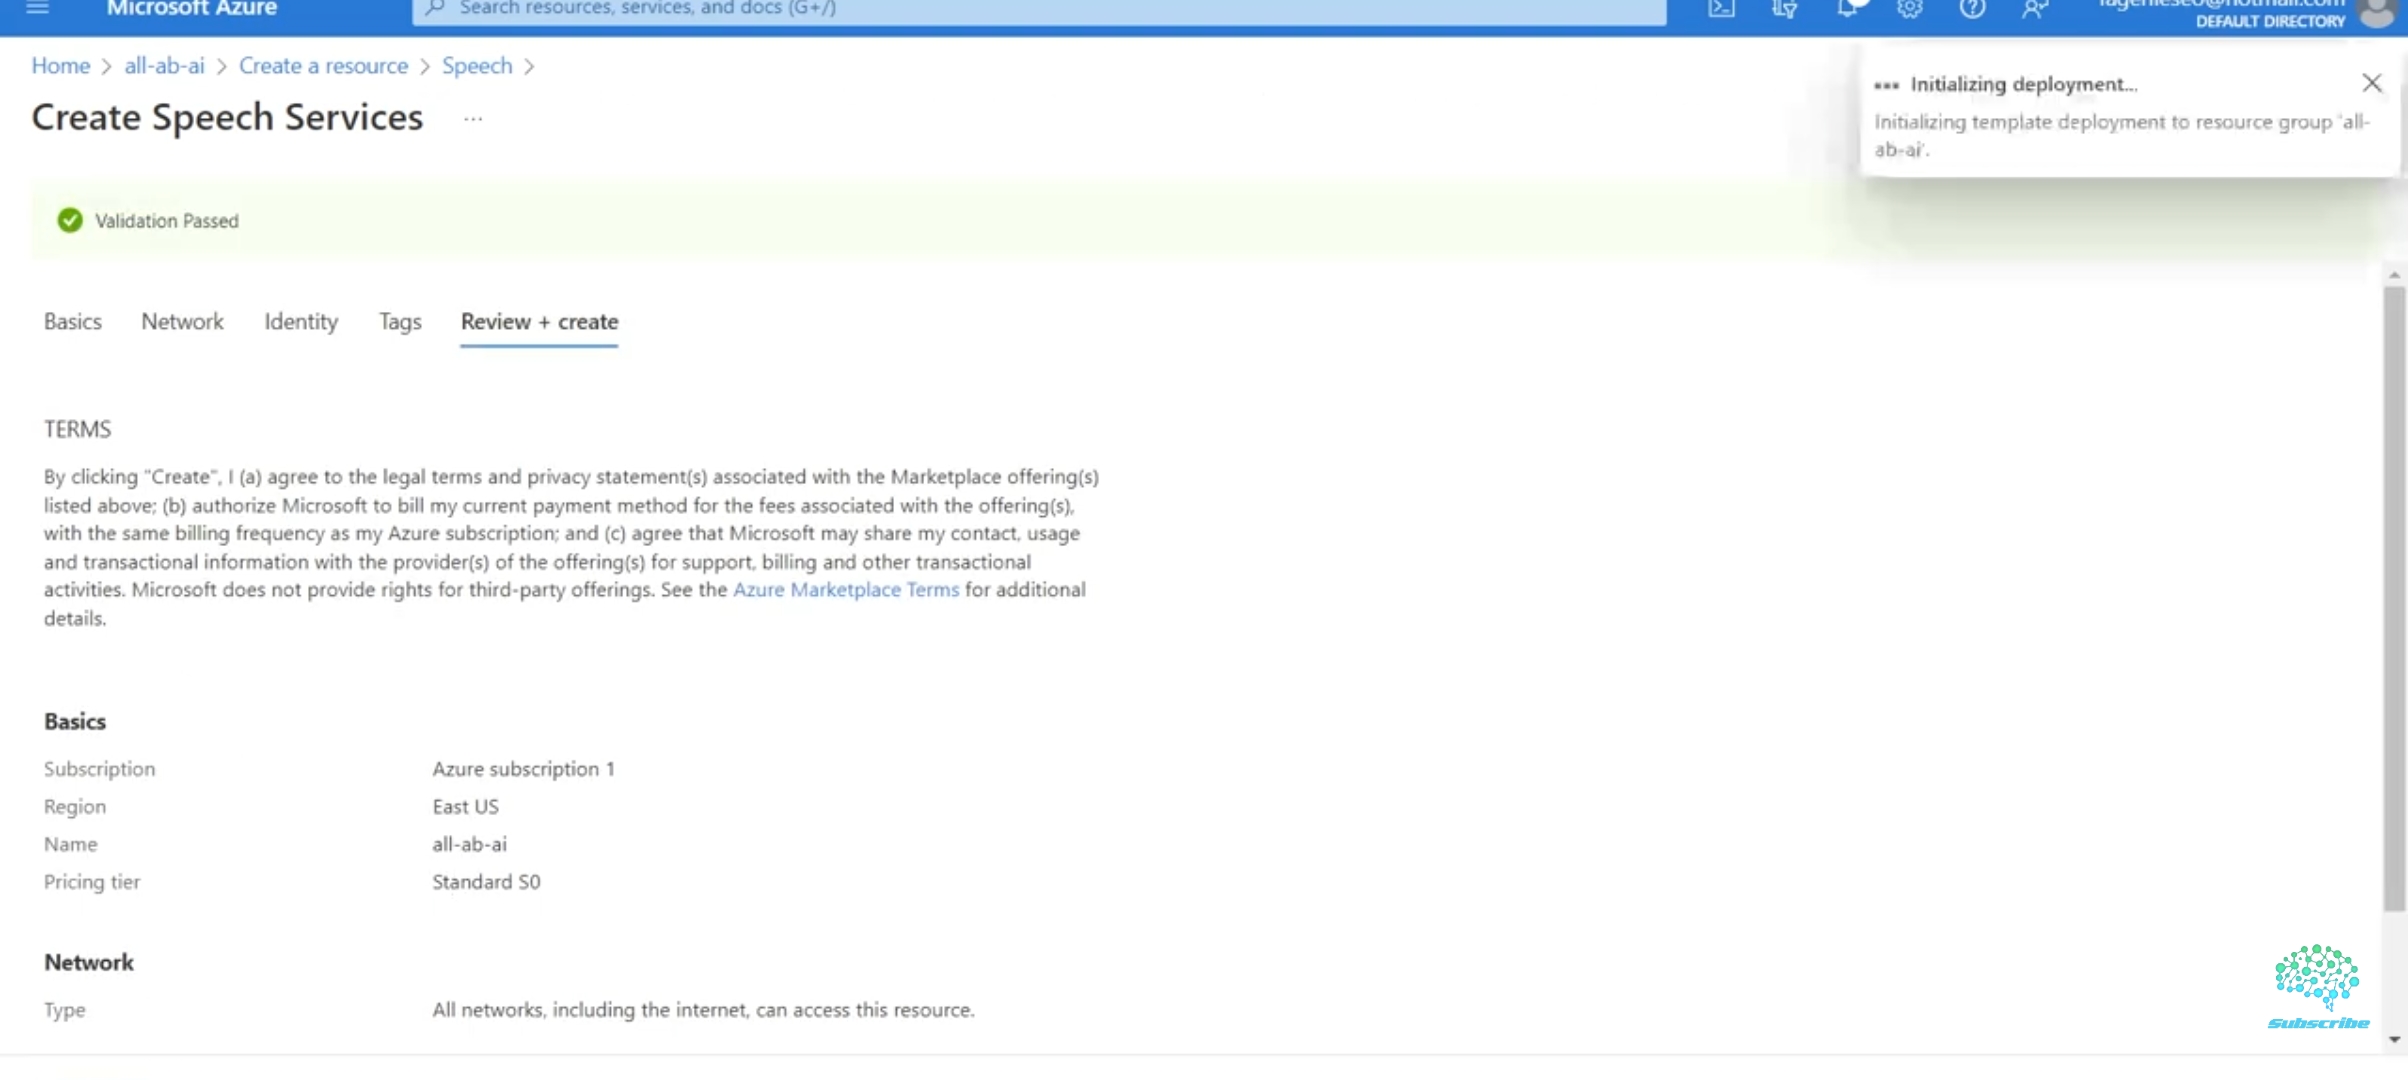 Microsoft Azure
Search resources, services, and docs (G+/)
DEFAULT DIRECTORY
Home > all-ab-ai > Create a resource > Speech >
Create Speech Services ...
Initializing deployment...
Initializing template deployment to resource group 'all-
ab-ai'.
Validation Passed
Basics Network Identity Tags Review + create
TERMS
By clicking "Create", I (a) agree to the legal terms and privacy statement(s) associated with the Marketplace offering(s)
listed above; (b) authorize Microsoft to bill my current payment method for the fees associated with the offering(s),
with the same billing frequency as my Azure subscription; and (c) agree that Microsoft may share my contact, usage
and transactional information with the provider(s) of the offering(s) for support, billing and other transactional
activities. Microsoft does not provide rights for third-party offerings. See the Azure Marketplace Terms for additional
details.
Basics
Subscription Azure subscription 1
Region East US
Name all-ab-ai
Pricing tier Standard S0
Network
Type All networks, including the internet, can access this resource.
Subscribe